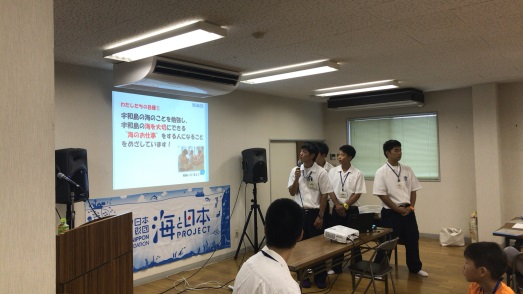 わたしたちの目標①
宇和島の海のことを勉強し、
宇和島の海を大切にできる
“海のお仕事”をする人になること
をめざしています！
日本
財団
NIPPON
海と日本
PROJECT